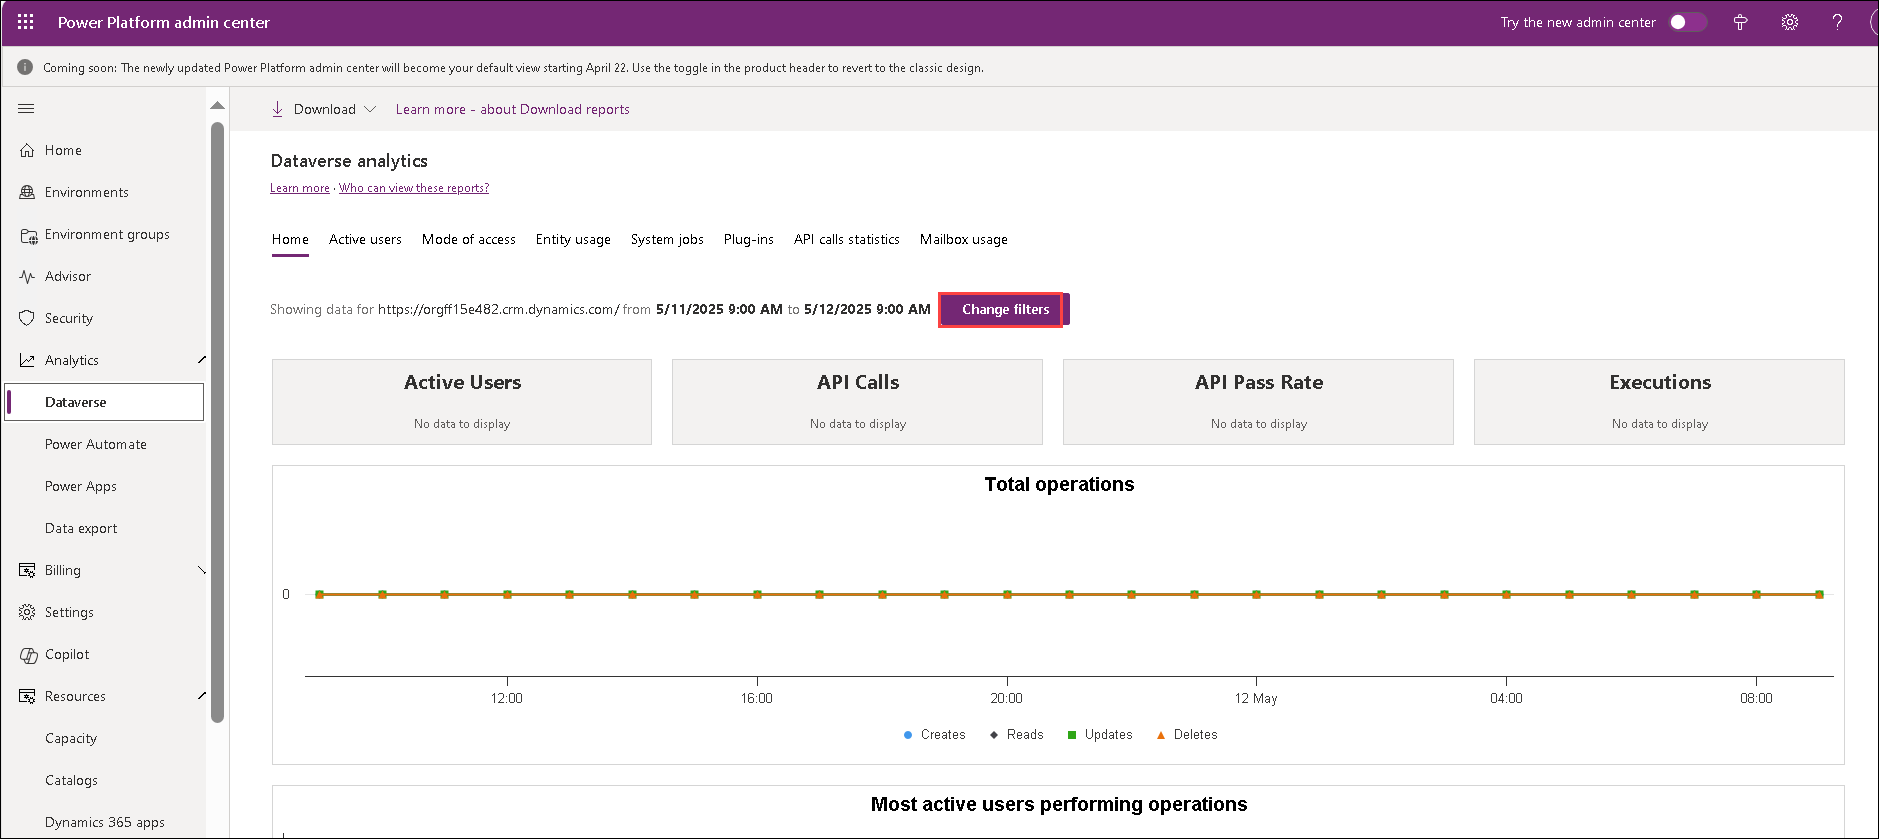 Power Platform admin center
Try the new admin center
Coming soon: The newly updated Power Platform admin center will become your default view starting April 22. Use the toggle in the product header to revert to the classic design.
Download
Learn more - about Download reports
Home
Environments
Environment groups
Advisor
Security
Analytics
Dataverse
Power Automate
Power Apps
Data export
Billing
Settings
Copilot
Resources
Capacity
Catalogs
Dynamics 365 apps
Dataverse analytics
Learn more · Who can view these reports?
Home Active users Mode of access Entity usage System jobs Plug-ins API calls statistics Mailbox usage
Showing data for https://orgff15e482.crm.dynamics.com/ from 5/11/2025 9:00 AM to 5/12/2025 9:00 AM
Change filters
Active Users
No data to display
API Calls
No data to display
API Pass Rate
No data to display
Executions
No data to display
Total operations
0
12:00 16:00 20:00 12 May 04:00 08:00
Creates Reads Updates Deletes
Most active users performing operations